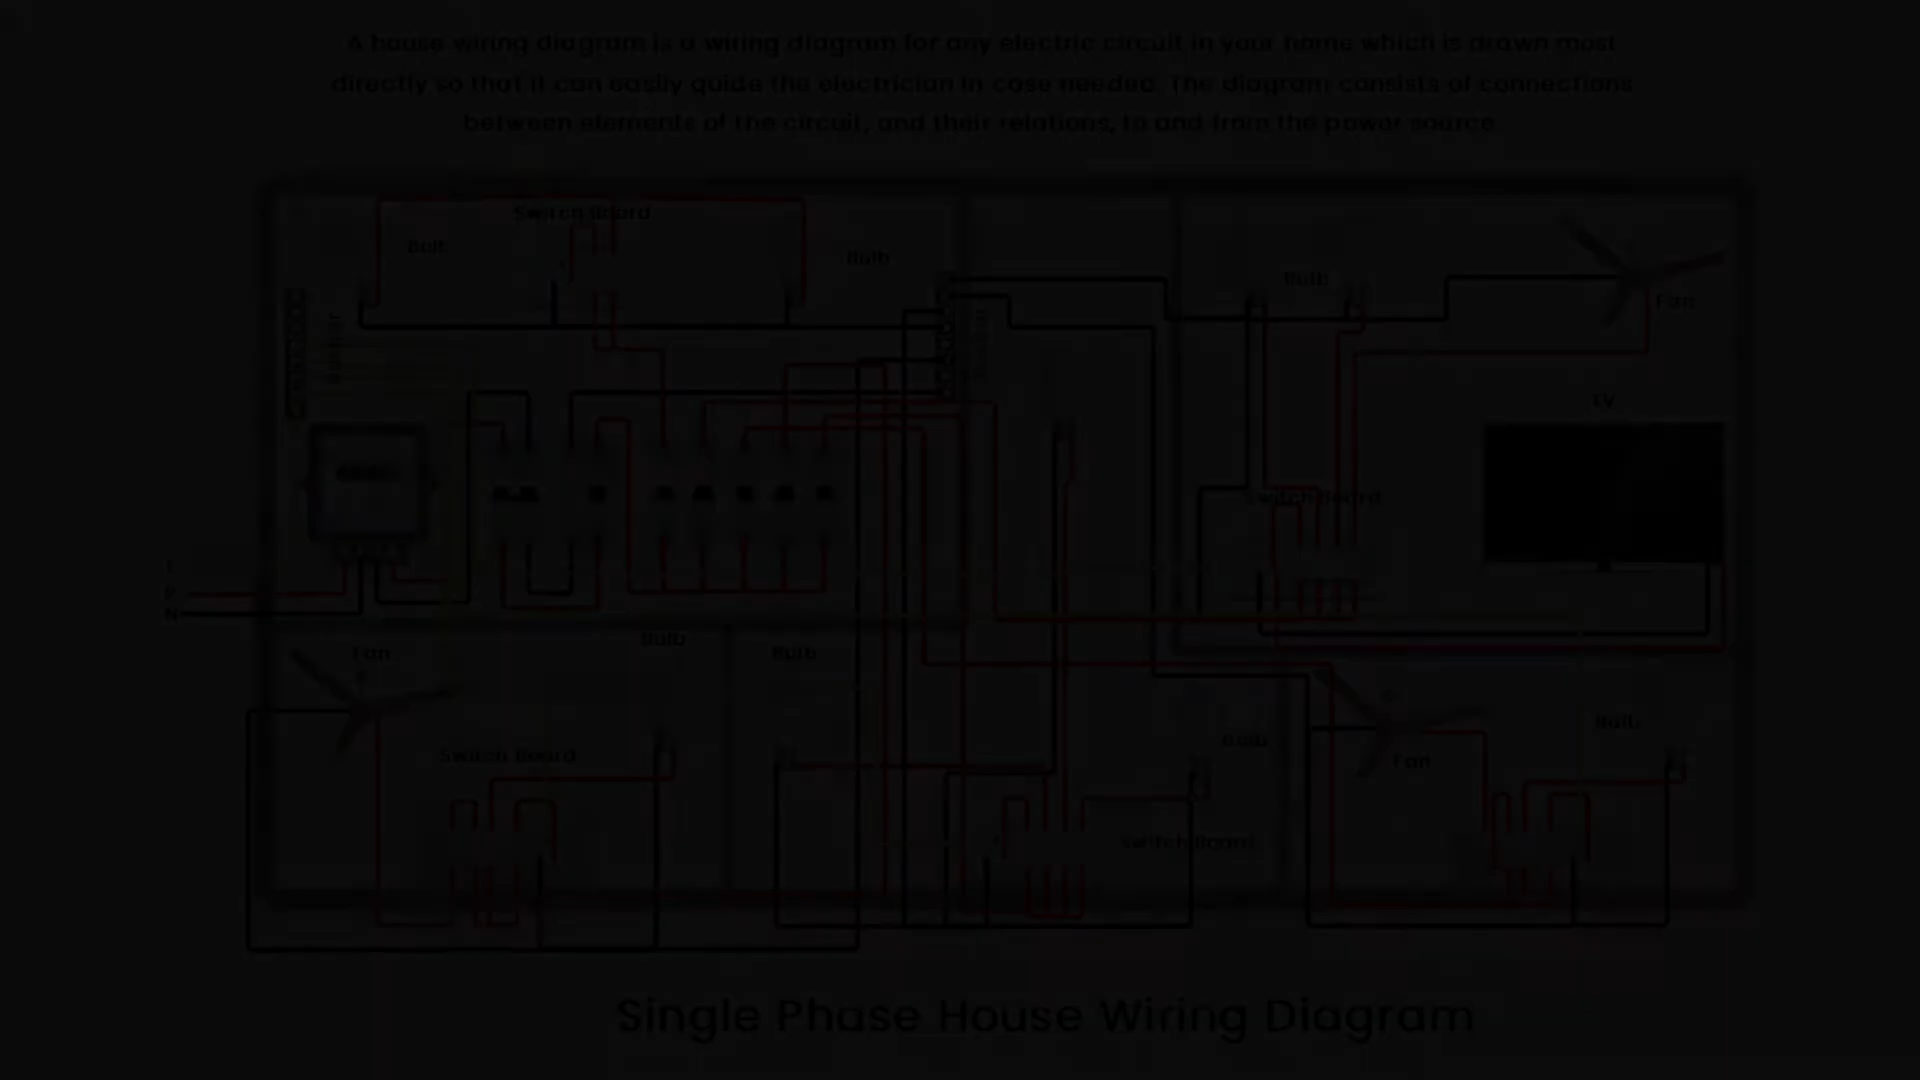 A house wiring diagram is a wiring diagram for any electric circuit in your home which is drawn most
directly so that it can easily guide the electrician in case needed. The diagram consists of connections
between elements of the circuit, and their relations, to and from the power source.
Switch Board
Bulb
Bulb
Bulb
Fan
TV
Switch Board
P
N
Fan
Bulb
Bulb
Switch Board
Bulb
Bulb
Fan
Switch Board
Single Phase House Wiring Diagram